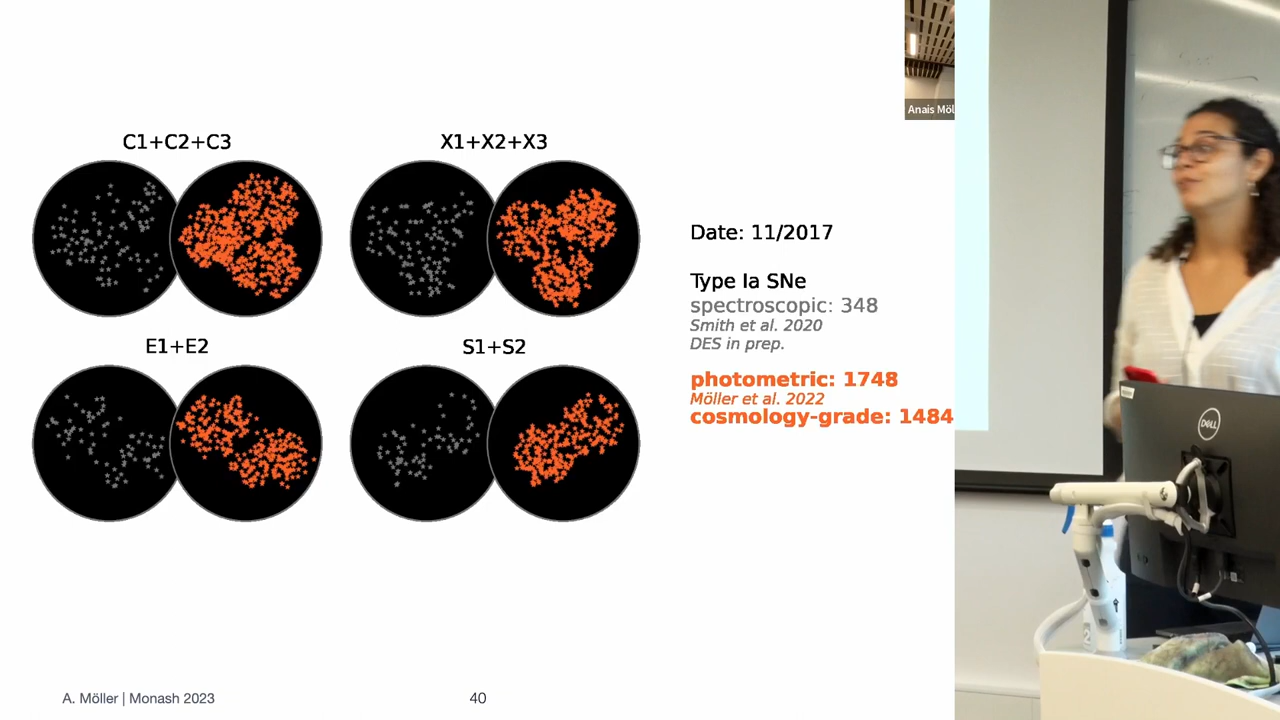 C1+C2+C3
X1+X2+X3
E1+E2
S1+S2
Date: 11/2017
Type Ia SNe
spectroscopic: 348
Smith et al. 2020
DES in prep.
photometric: 1748
Möller et al. 2022
cosmology-grade: 1484
A. Möller | Monash 2023
40
Anais Möl
DELL
2